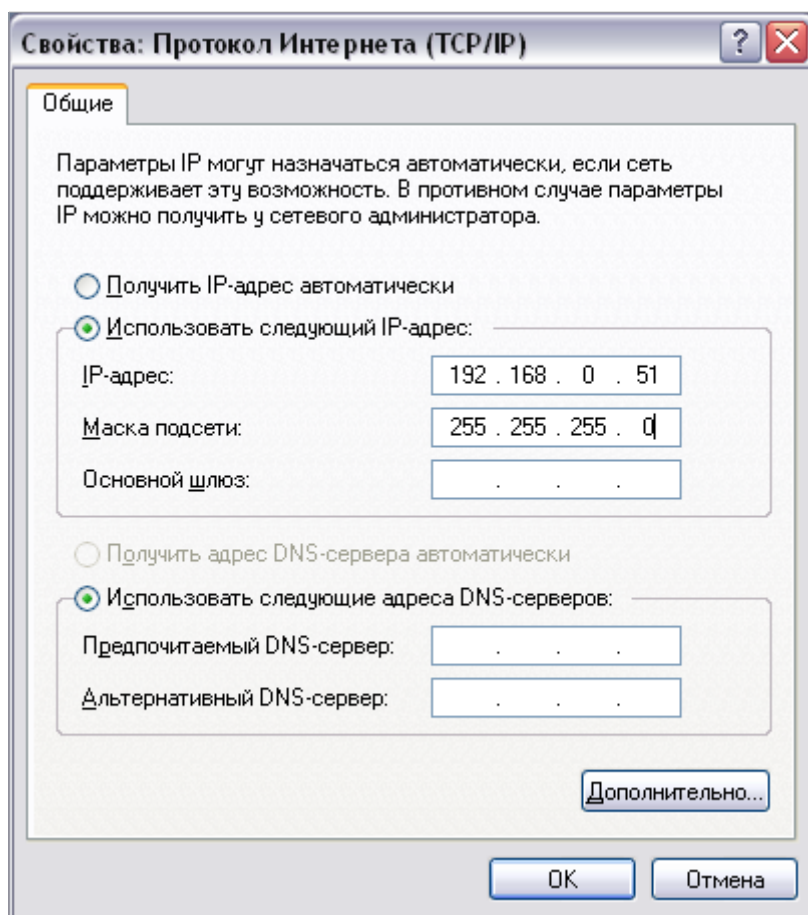 Свойства: Протокол Интернета (TCP/IP)
Общие
Параметры IP могут назначаться автоматически, если сеть
поддерживает эту возможность. В противном случае параметры
IP можно получить у сетевого администратора.
Получить IP-адрес автоматически
Использовать следующий IP-адрес:
IP-адрес: 192 . 168 . 0 . 51
Маска подсети: 255 . 255 . 255 . 0
Основной шлюз: . . .
Получить адрес DNS-сервера автоматически
Использовать следующие адреса DNS-серверов:
Предпочитаемый DNS-сервер: . . .
Альтернативный DNS-сервер: . . .
Дополнительно...
OK Отмена